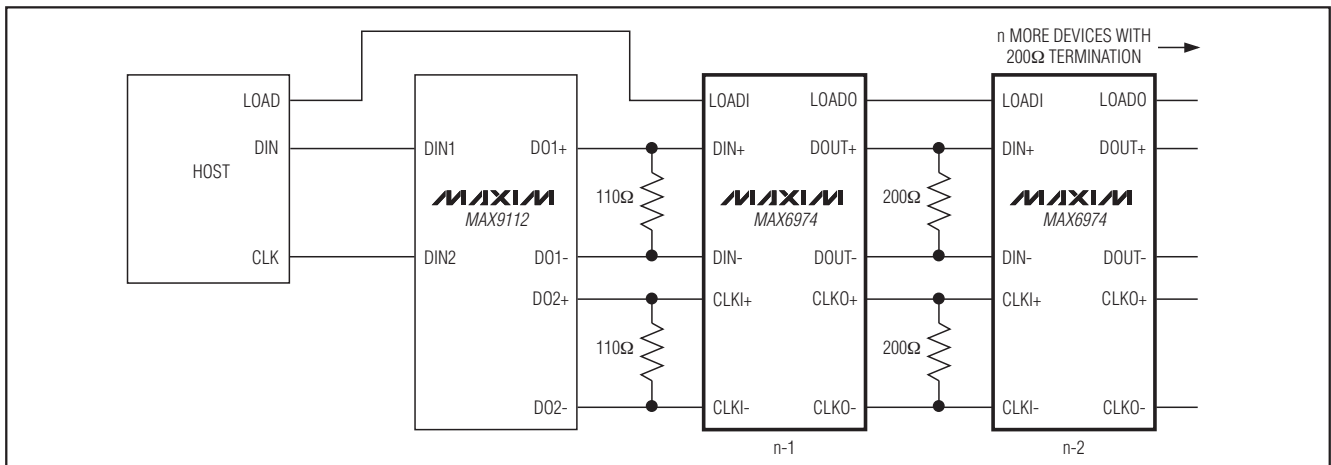 n MORE DEVICES WITH
200Ω TERMINATION
LOAD
DIN
HOST
CLK
DIN1
DIN2
DO1+
DO1-
DO2+
DO2-
MAXIM
MAX9112
110Ω
110Ω
LOADI
DIN+
DIN-
CLKI+
CLKI-
LOADO
DOUT+
DOUT-
CLKO+
CLKO-
MAXIM
MAX6974
n-1
200Ω
200Ω
LOADI
DIN+
DIN-
CLKI+
CLKI-
LOADO
DOUT+
DOUT-
CLKO+
CLKO-
MAXIM
MAX6974
n-2